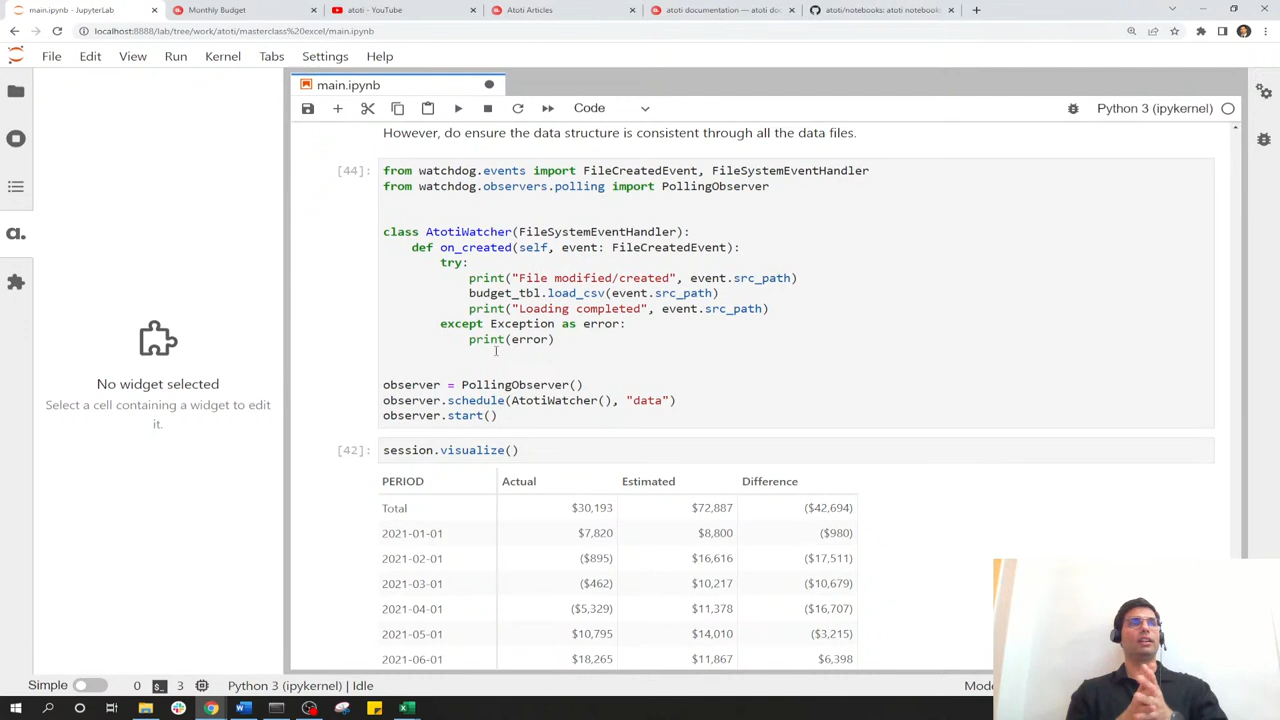 main.ipynb - JupyterLab
Monthly Budget
atoti - YouTube
Atoti Articles
atoti documentation — atoti doc
atoti/notebooks: atoti notebook
localhost:8888/lab/tree/work/atoti/masterclass%20excel/main.ipynb
File Edit View Run Kernel Tabs Settings Help
main.ipynb
Code
Python 3 (ipykernel)
However, do ensure the data structure is consistent through all the data files.
[44]: from watchdog.events import FileCreatedEvent, FileSystemEventHandler
from watchdog.observers.polling import PollingObserver
class AtotiWatcher(FileSystemEventHandler):
def on_created(self, event: FileCreatedEvent):
try:
print("File modified/created", event.src_path)
budget_tbl.load_csv(event.src_path)
print("Loading completed", event.src_path)
except Exception as error:
print(error)
observer = PollingObserver()
observer.schedule(AtotiWatcher(), "data")
observer.start()
[42]: session.visualize()
PERIOD Actual Estimated Difference
Total $30,193 $72,887 ($42,694)
2021-01-01 $7,820 $8,800 ($980)
2021-02-01 ($895) $16,616 ($17,511)
2021-03-01 ($462) $10,217 ($10,679)
2021-04-01 ($5,329) $11,378 ($16,707)
2021-05-01 $10,795 $14,010 ($3,215)
2021-06-01 $18,265 $11,867 $6,398
a.
No widget selected
Select a cell containing a widget to edit
it.
Simple 0 3 Python 3 (ipykernel) | Idle
Mode